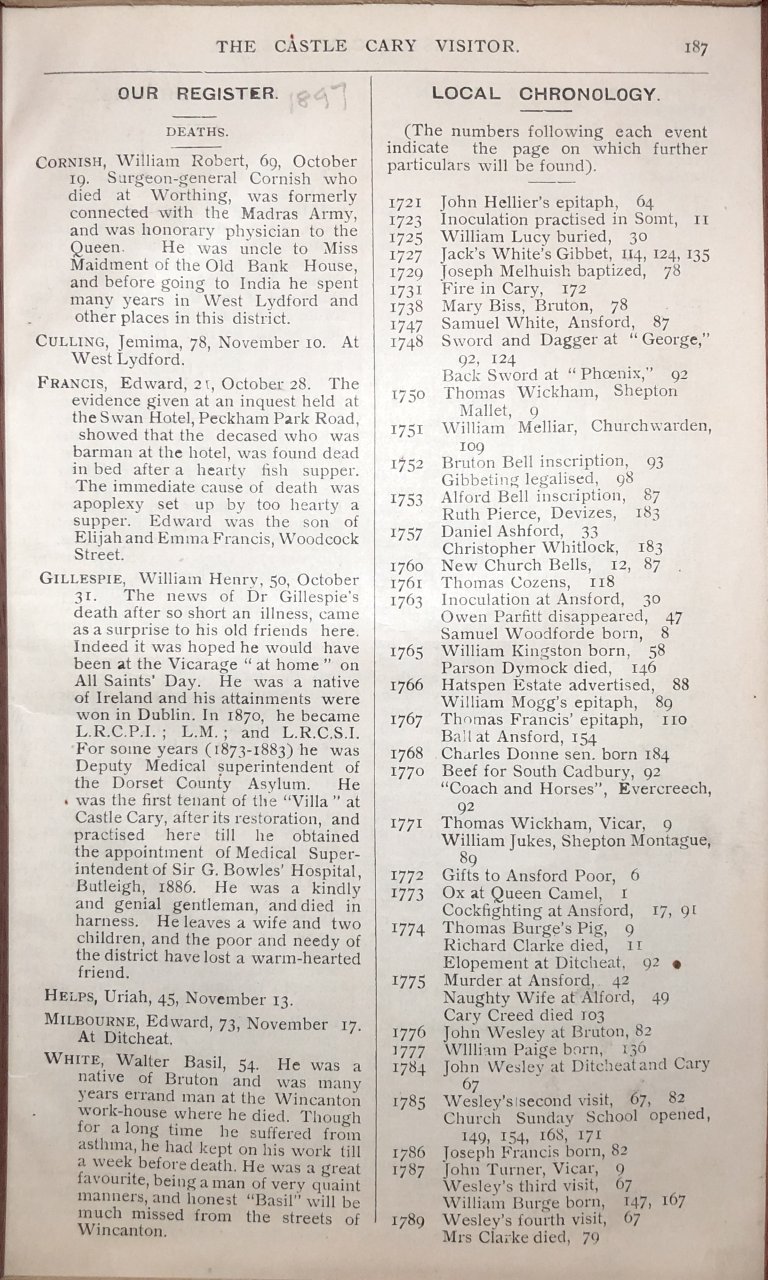 THE CASTLE CARY VISITOR.
187
OUR REGISTER.
1897
DEATHS.
CORNISH, William Robert, 69, October
19. Surgeon-general Cornish who
died at Worthing, was formerly
connected with the Madras Army,
and was honorary physician to the
Queen. He was uncle to Miss
Maidment of the Old Bank House,
and before going to India he spent
many years in West Lydford and
other places in this district.
CULLING, Jemima, 78, November 10. At
West Lydford.
FRANCIS, Edward, 21, October 28. The
evidence given at an inquest held at
the Swan Hotel, Peckham Park Road,
showed that the decased who was
barman at the hotel, was found dead
in bed after a hearty fish supper.
The immediate cause of death was
apoplexy set up by too hearty a
supper. Edward was the son of
Elijah and Emma Francis, Woodcock
Street.
GILLESPIE, William Henry, 50, October
31. The news of Dr Gillespie's
death after so short an illness, came
as a surprise to his old friends here.
Indeed it was hoped he would have
been at the Vicarage "at home" on
All Saints' Day. He was a native
of Ireland and his attainments were
won in Dublin. In 1870, he became
L.R.C.P.I.; L.M.; and L.R.C.S.I.
For some years (1873-1883) he was
Deputy Medical superintendent of
the Dorset County Asylum. He
was the first tenant of the "Villa" at
Castle Cary, after its restoration, and
practised here till he obtained
the appointment of Medical Super-
intendent of Sir G. Bowles' Hospital,
Butleigh, 1886. He was a kindly
and genial gentleman, and died in
harness. He leaves a wife and two
children, and the poor and needy of
the district have lost a warm-hearted
friend.
HELPS, Uriah, 45, November 13.
MILBOURNE, Edward, 73, November 17.
At Ditcheat.
WHITE, Walter Basil, 54. He was a
native of Bruton and was many
years errand man at the Wincanton
work-house where he died. Though
for a long time he suffered from
asthma, he had kept on his work till
a week before death. He was a great
favourite, being a man of very quaint
manners, and honest "Basil" will be
much missed from the streets of
Wincanton.
LOCAL CHRONOLOGY.
(The numbers following each event
indicate the page on which further
particulars will be found).
1721 John Hellier's epitaph, 64
1723 Inoculation practised in Somt, 11
1725 William Lucy buried, 30
1727 Jack's White's Gibbet, 114, 124, 135
1729 Joseph Melhuish baptized, 78
1731 Fire in Cary, 172
1738 Mary Biss, Bruton, 78
1747 Samuel White, Ansford, 87
1748 Sword and Dagger at "George,"
92, 124
Back Sword at "Phœnix," 92
1750 Thomas Wickham, Shepton
Mallet, 9
1751 William Melliar, Churchwarden,
109
1752 Bruton Bell inscription, 93
Gibbeting legalised, 98
1753 Alford Bell inscription, 87
Ruth Pierce, Devizes, 183
1757 Daniel Ashford, 33
Christopher Whitlock, 183
1760 New Church Bells, 12, 87
1761 Thomas Cozens, 118
1763 Inoculation at Ansford, 30
Owen Parfitt disappeared, 47
Samuel Woodforde born, 8
1765 William Kingston born, 58
Parson Dymock died, 146
1766 Hatspen Estate advertised, 88
William Mogg's epitaph, 89
1767 Thomas Francis' epitaph, 110
Ball at Ansford, 154
1768 Charles Donne sen. born 184
1770 Beef for South Cadbury, 92
"Coach and Horses", Evercreech,
92
1771 Thomas Wickham, Vicar, 9
William Jukes, Shepton Montague,
89
1772 Gifts to Ansford Poor, 6
1773 Ox at Queen Camel, 1
Cockfighting at Ansford, 17, 91
1774 Thomas Burge's Pig, 9
Richard Clarke died, 11
Elopement at Ditcheat, 92
1775 Murder at Ansford, 42
Naughty Wife at Alford, 49
Cary Creed died 103
1776 John Wesley at Bruton, 82
1777 William Paige born, 136
1784 John Wesley at Ditcheat and Cary
67
1785 Wesley's second visit, 67, 82
Church Sunday School opened,
149, 154, 168, 171
1786 Joseph Francis born, 82
1787 John Turner, Vicar, 9
Wesley's third visit, 67
William Burge born, 147, 167
1789 Wesley's fourth visit, 67
Mrs Clarke died, 79